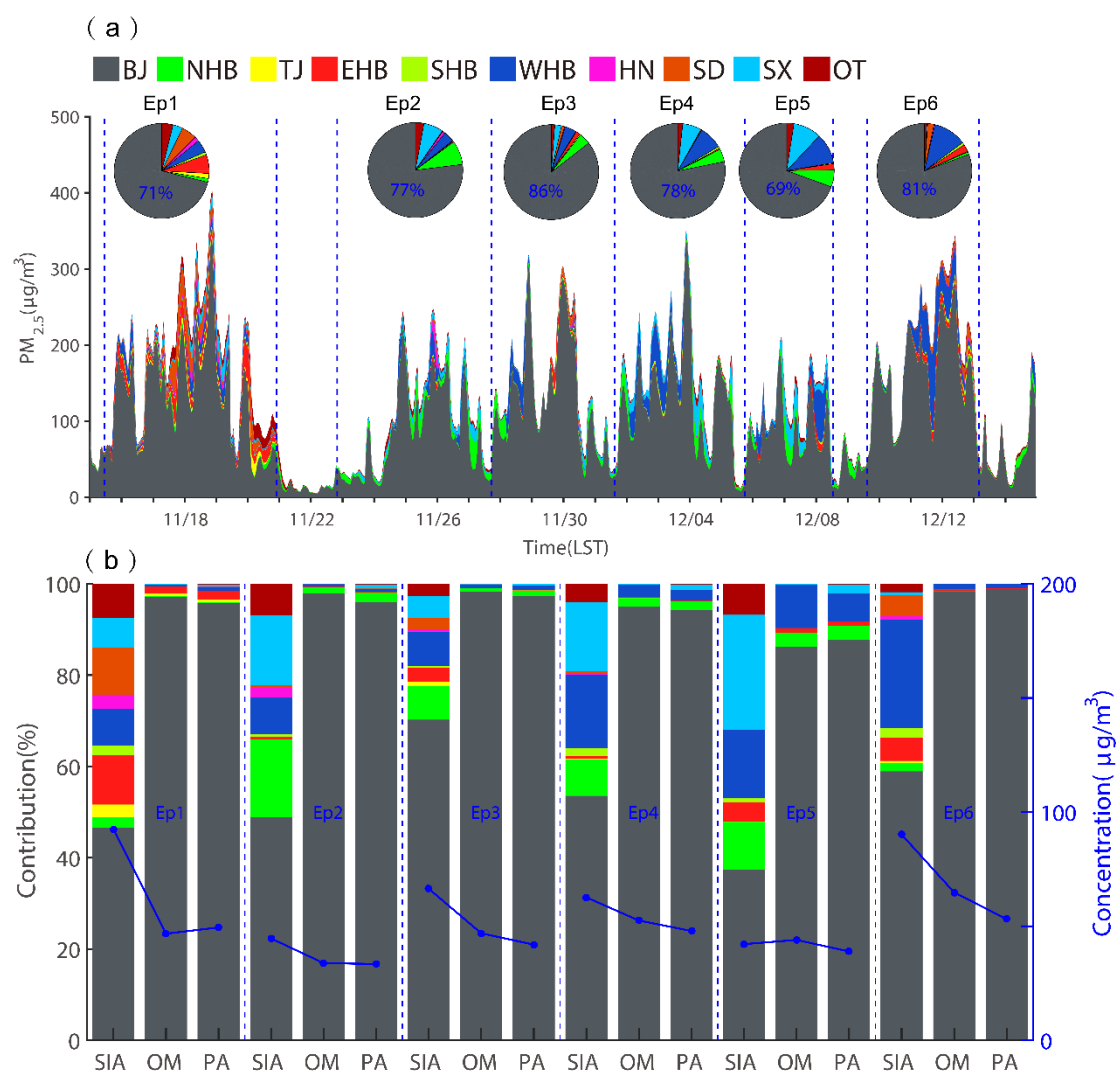 ( a )
BJ NHB TJ EHB SHB WHB HN SD SX OT
Ep1 Ep2 Ep3 Ep4 Ep5 Ep6
71% 77% 86% 78% 69% 81%
500
400
300
200
100
0
PM2.5(μg/m³)
11/18 11/22 11/26 11/30 12/04 12/08 12/12
Time(LST)
( b )
100
80
60
40
20
0
Contribution(%)
Ep1 Ep2 Ep3 Ep4 Ep5 Ep6
200
100
0
Concentration( μg/m³)
SIA OM PA SIA OM PA SIA OM PA SIA OM PA SIA OM PA SIA OM PA